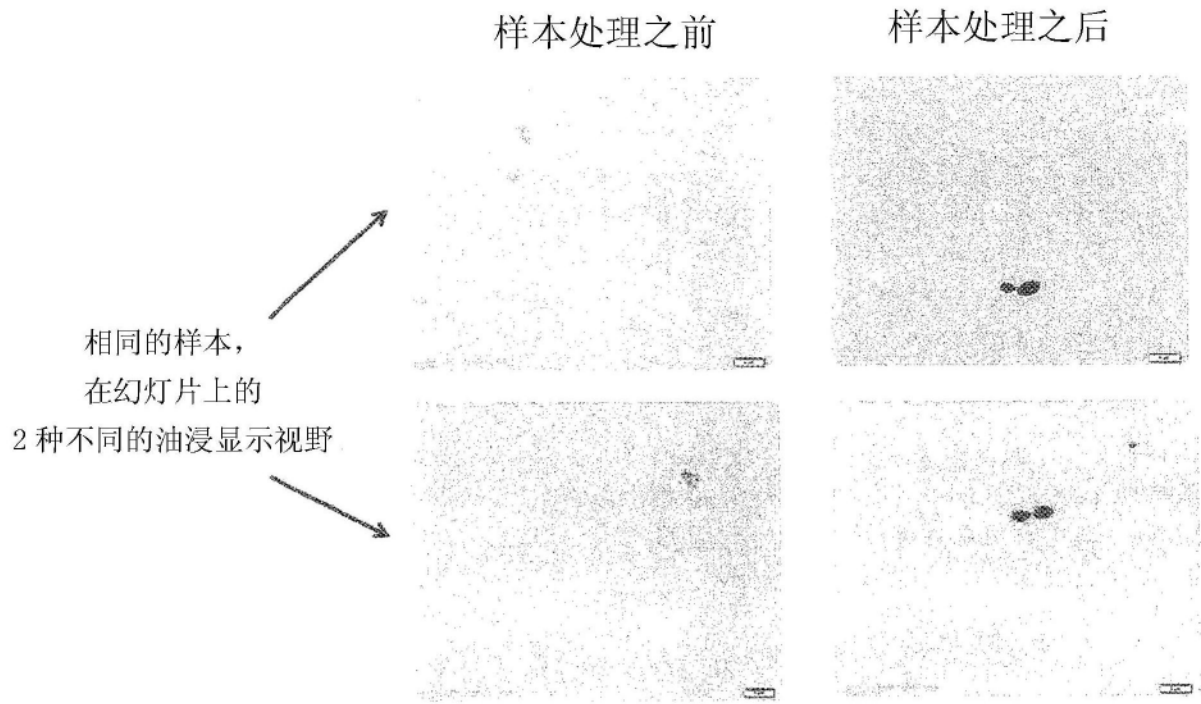 样本处理之前
样本处理之后
相同的样本，
在幻灯片上的
2种不同的油浸显示视野